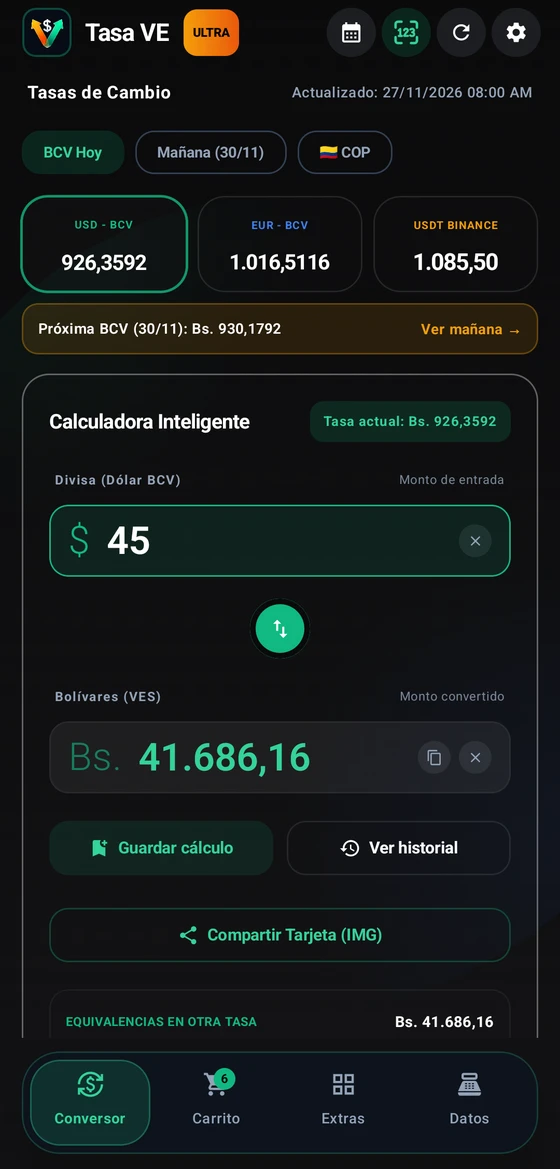 Tasa VE ULTRA 123
Tasas de Cambio Actualizado: 27/11/2026 08:00 AM
BCV Hoy Mañana (30/11) 🇨🇴 COP
USD - BCV EUR - BCV USDT BINANCE
926,3592 1.016,5116 1.085,50
Próxima BCV (30/11): Bs. 930,1792 Ver mañana →
Calculadora Inteligente Tasa actual: Bs. 926,3592
Divisa (Dólar BCV) Monto de entrada
$ 45
Bolívares (VES) Monto convertido
Bs. 41.686,16
Guardar cálculo Ver historial
Compartir Tarjeta (IMG)
EQUIVALENCIAS EN OTRA TASA Bs. 41.686,16
6
Conversor Carrito Extras Datos